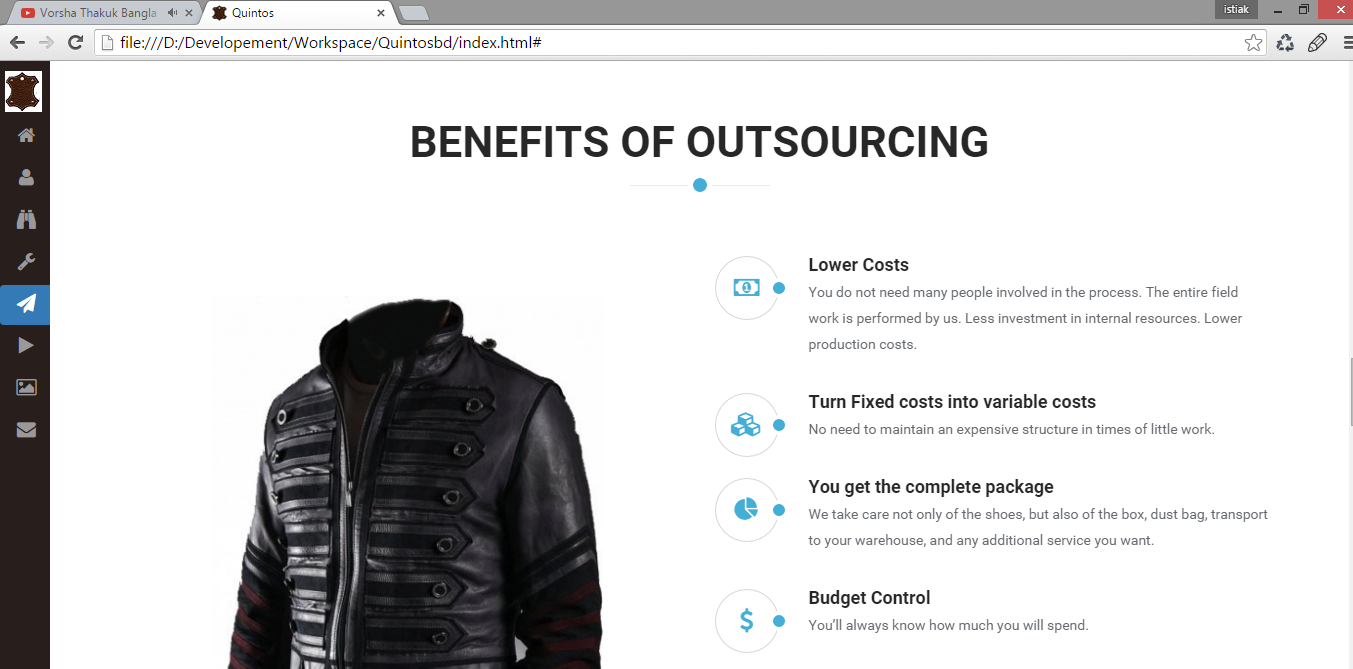 Vorsha Thakuk Bangla
Quintos
istiak
file:///D:/Developement/Workspace/Quintosbd/index.html#
BENEFITS OF OUTSOURCING
Lower Costs
You do not need many people involved in the process. The entire field
work is performed by us. Less investment in internal resources. Lower
production costs.
Turn Fixed costs into variable costs
No need to maintain an expensive structure in times of little work.
You get the complete package
We take care not only of the shoes, but also of the box, dust bag, transport
to your warehouse, and any additional service you want.
Budget Control
You’ll always know how much you will spend.